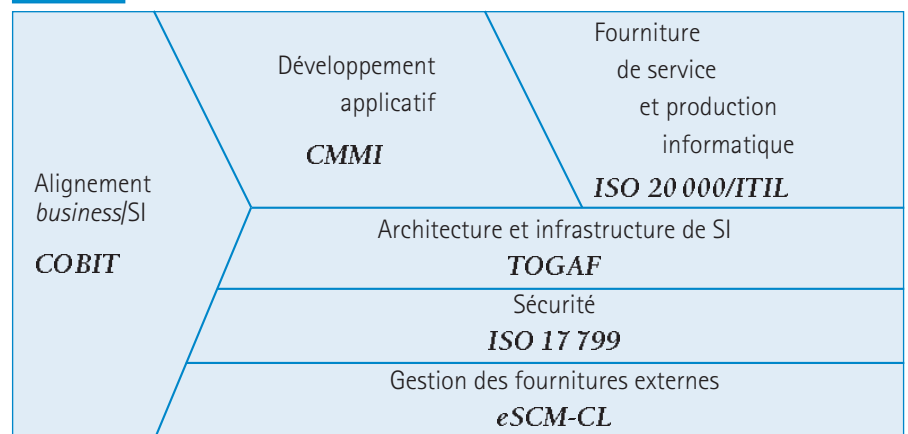 Alignement
business/SI
COBIT
Développement
applicatif
CMMI
Fourniture
de service
et production
informatique
ISO 20 000/ITIL
Architecture et infrastructure de SI
TOGAF
Sécurité
ISO 17 799
Gestion des fournitures externes
eSCM-CL